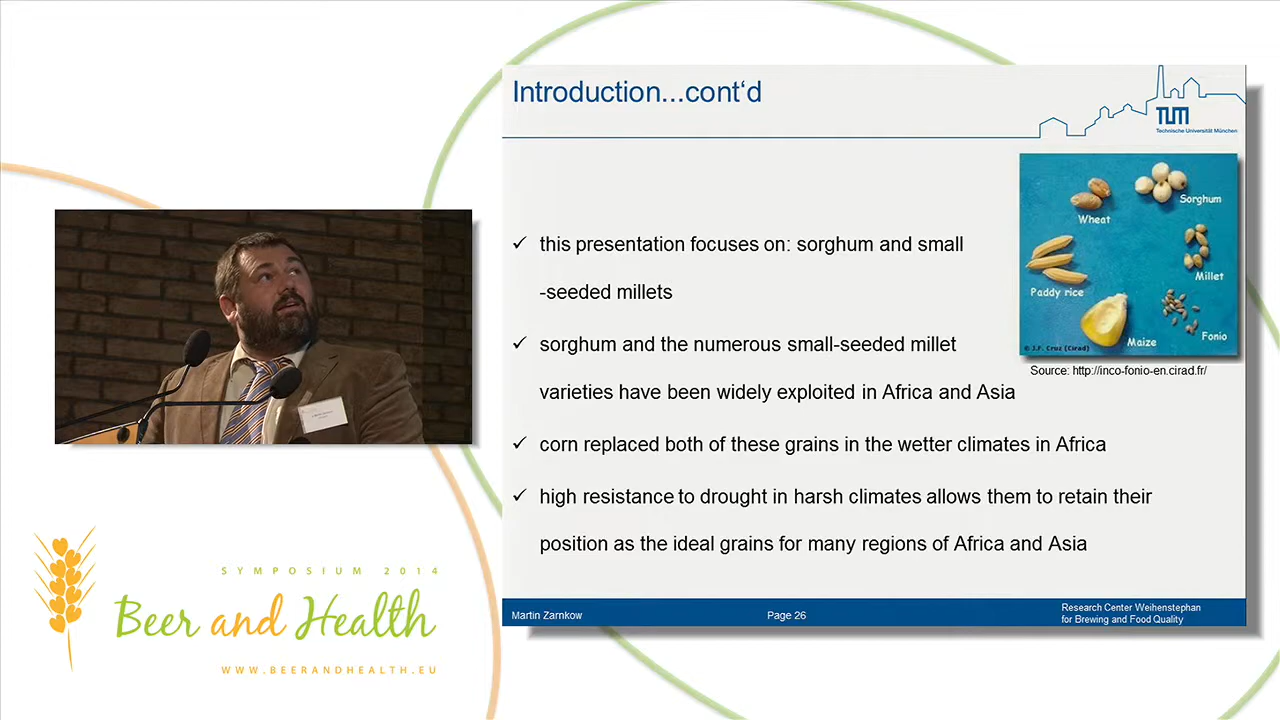 Introduction...cont‘d
TUM
Technische Universität München
✓ this presentation focuses on: sorghum and small
-seeded millets
✓ sorghum and the numerous small-seeded millet
varieties have been widely exploited in Africa and Asia
✓ corn replaced both of these grains in the wetter climates in Africa
✓ high resistance to drought in harsh climates allows them to retain their
position as the ideal grains for many regions of Africa and Asia
Wheat
Sorghum
Paddy rice
Millet
Maize
Fonio
© J.F. Cruz (Cirad)
Source: http://inco-fonio-en.cirad.fr/
Martin Zarnkow
Page 26
Research Center Weihenstephan
for Brewing and Food Quality
SYMPOSIUM 2014
Beer and Health
WWW.BEERANDHEALTH.EU